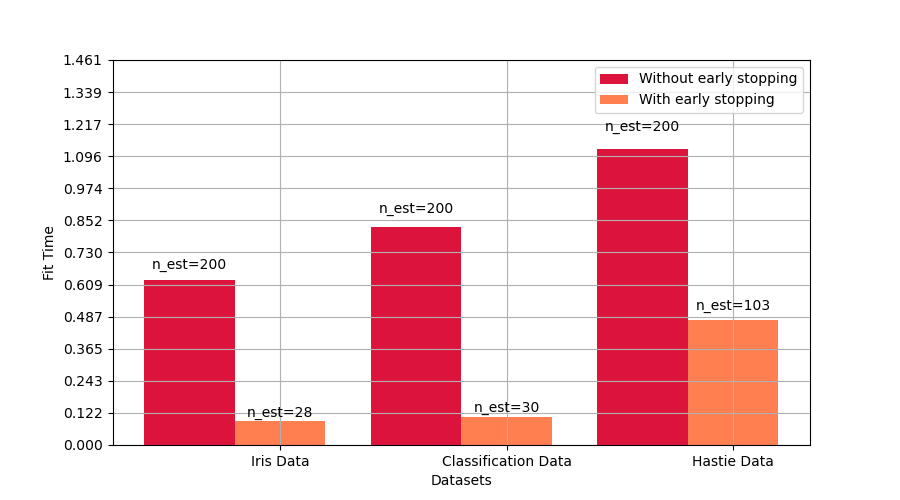 1.461
1.339
1.217
1.096
0.974
0.852
0.730
0.609
0.487
0.365
0.243
0.122
0.000
Fit Time
Without early stopping
With early stopping
n_est=200
n_est=28
n_est=200
n_est=30
n_est=200
n_est=103
Iris Data
Classification Data
Hastie Data
Datasets